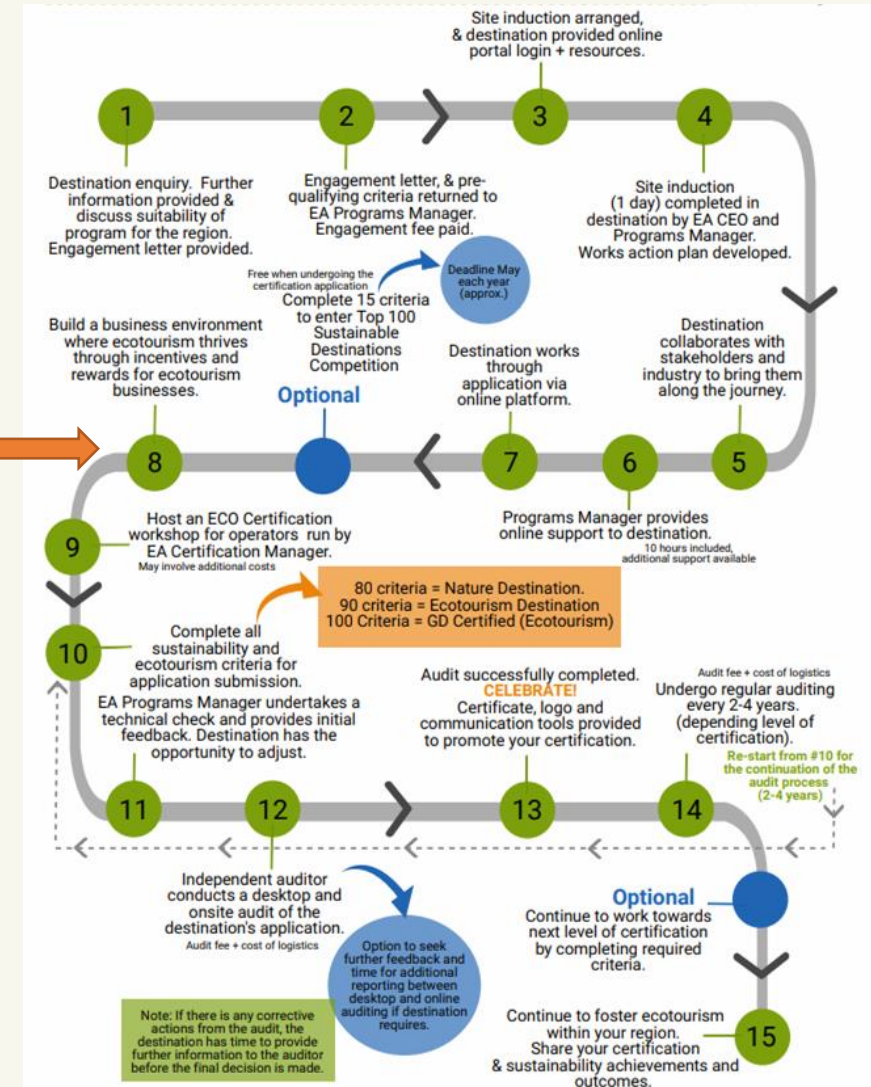 Site induction arranged,
& destination provided online
portal login + resources.
1
2
3
4
Destination enquiry. Further
information provided &
discuss suitability of
program for the region.
Engagement letter provided.
Engagement letter, & pre-
qualifying criteria returned to
EA Programs Manager.
Engagement fee paid.
Site induction
(1 day) completed in
destination by EA CEO and
Programs Manager.
Works action plan developed.
Free when undergoing the
certification application
Complete 15 criteria
to enter Top 100
Sustainable
Destinations
Competition
Deadline May
each year
(approx.)
Build a business environment
where ecotourism thrives
through incentives and
rewards for ecotourism
businesses.
Optional
Destination works
through
application via
online platform.
Destination
collaborates with
stakeholders and
industry to bring them
along the journey.
8
7
6
5
Programs Manager provides
online support to destination.
10 hours included,
additional support available
9
Host an ECO Certification
workshop for operators run by
EA Certification Manager.
May involve additional costs
80 criteria = Nature Destination.
90 criteria = Ecotourism Destination
100 Criteria = GD Certified (Ecotourism)
10
Complete all
sustainability and
ecotourism criteria for
application submission.
EA Programs Manager undertakes a
technical check and provides initial
feedback. Destination has the
opportunity to adjust.
Audit successfully completed.
CELEBRATE!
Certificate, logo and
communication tools provided
to promote your certification.
Audit fee + cost of logistics
Undergo regular auditing
every 2-4 years.
(depending level of
certification).
Re-start from #10 for
the continuation of the
audit process
(2-4 years)
11
12
13
14
Independent auditor
conducts a desktop and
onsite audit of the
destination's application.
Audit fee + cost of logistics
Option to seek
further feedback and
time for additional
reporting between
desktop and online
auditing if destination
requires.
Optional
Continue to work towards
next level of certification
by completing required
criteria.
Note: If there is any corrective
actions from the audit, the
destination has time to provide
further information to the auditor
before the final decision is made.
Continue to foster ecotourism
within your region.
Share your certification
& sustainability achievements and
outcomes.
15